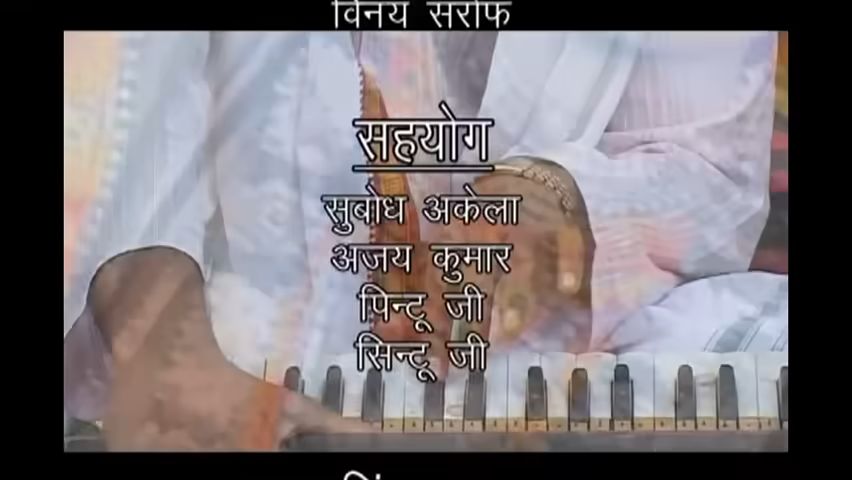 विनय सरोफ
सहयोग
सुबोध अकेला
अजय कुमार
पिन्टू जी
सिन्टू जी